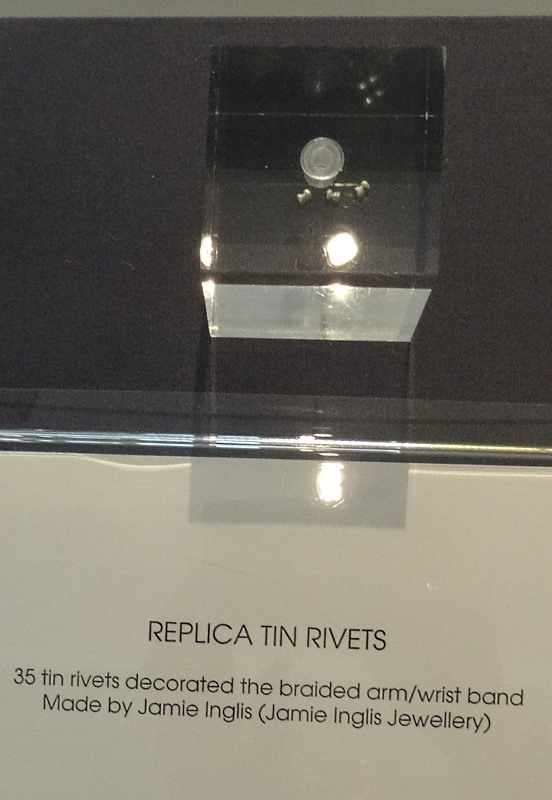 REPLICA TIN RIVETS
35 tin rivets decorated the braided arm/wrist band
Made by Jamie Inglis (Jamie Inglis Jewellery)